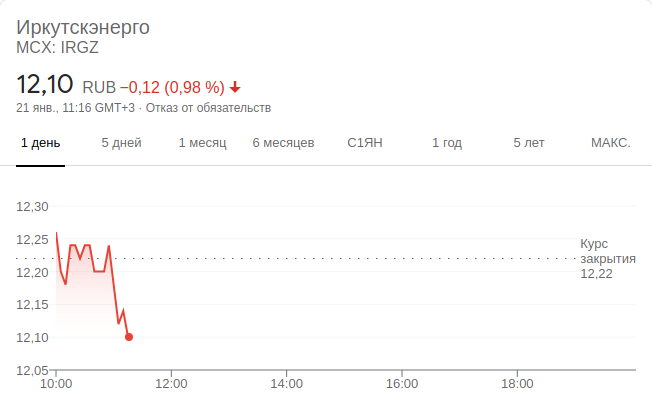 Иркутскэнерго
MCX: IRGZ
12,10 RUB −0,12 (0,98 %)
21 янв., 11:16 GMT+3 · Отказ от обязательств
1 день 5 дней 1 месяц 6 месяцев С1ЯН 1 год 5 лет МАКС.
12,30
12,25
Курс
закрытия
12,22
12,20
12,15
12,10
12,05
10:00 12:00 14:00 16:00 18:00